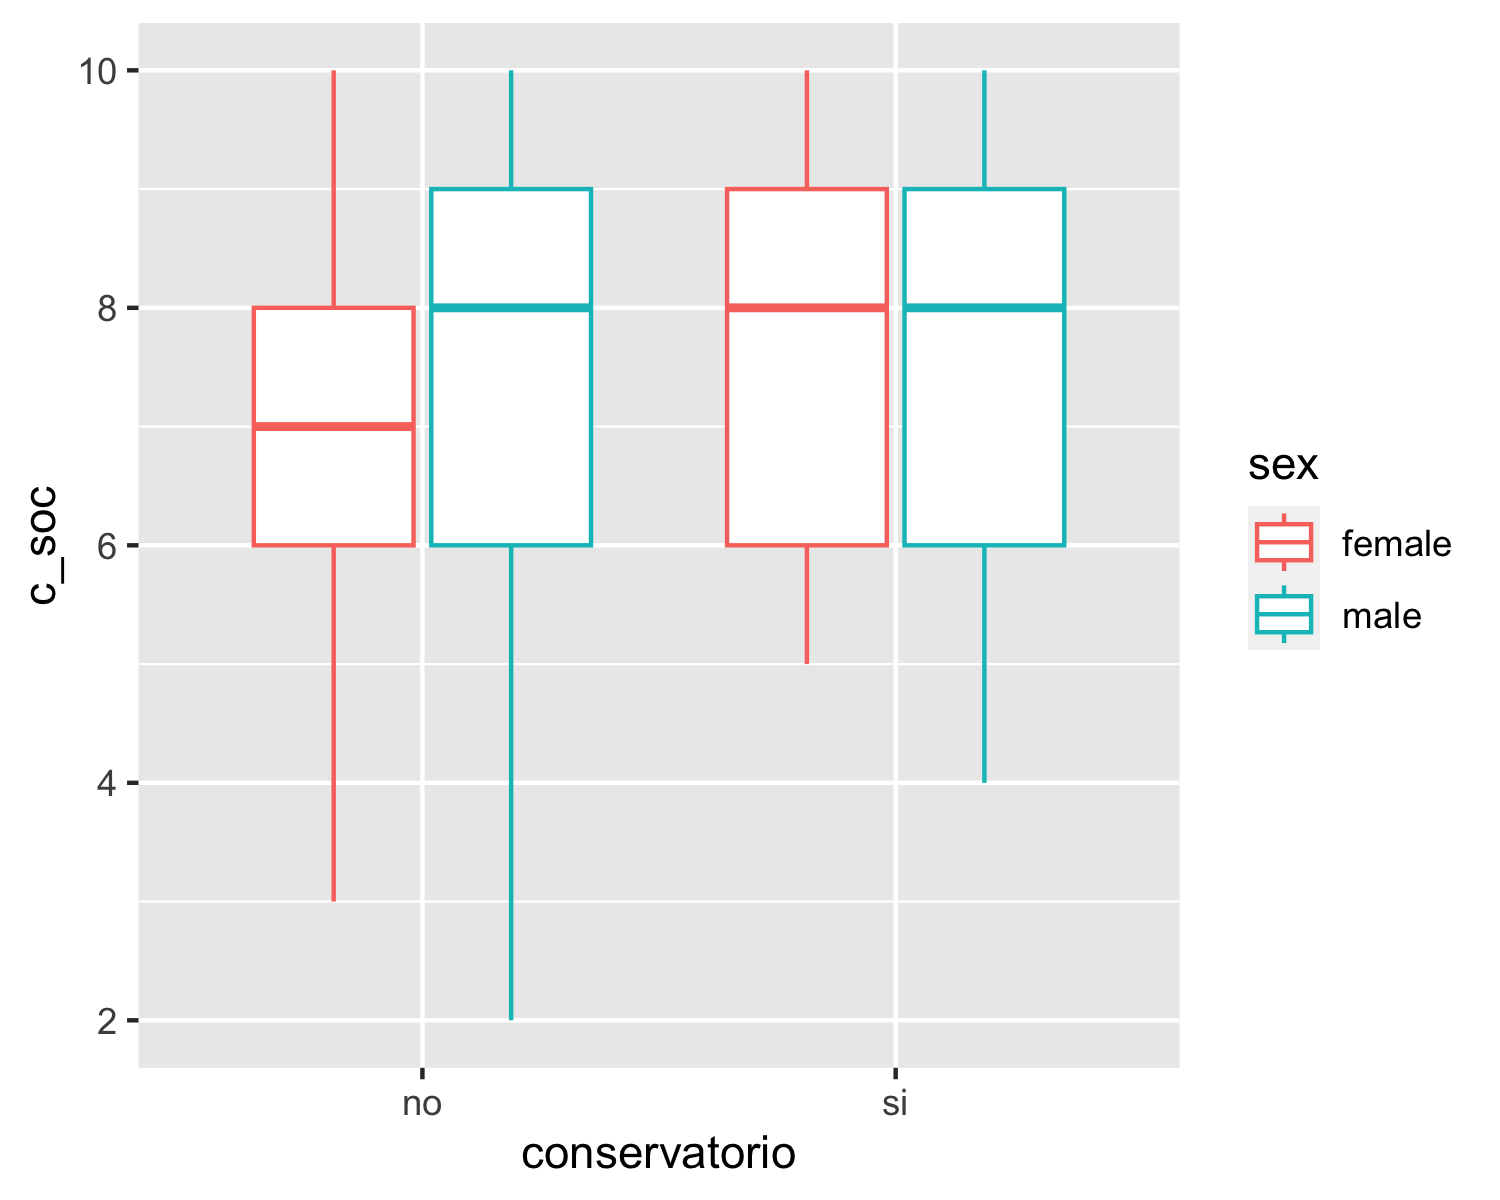 10
8
6
4
2
c_soc
no
si
conservatorio
sex
female
male